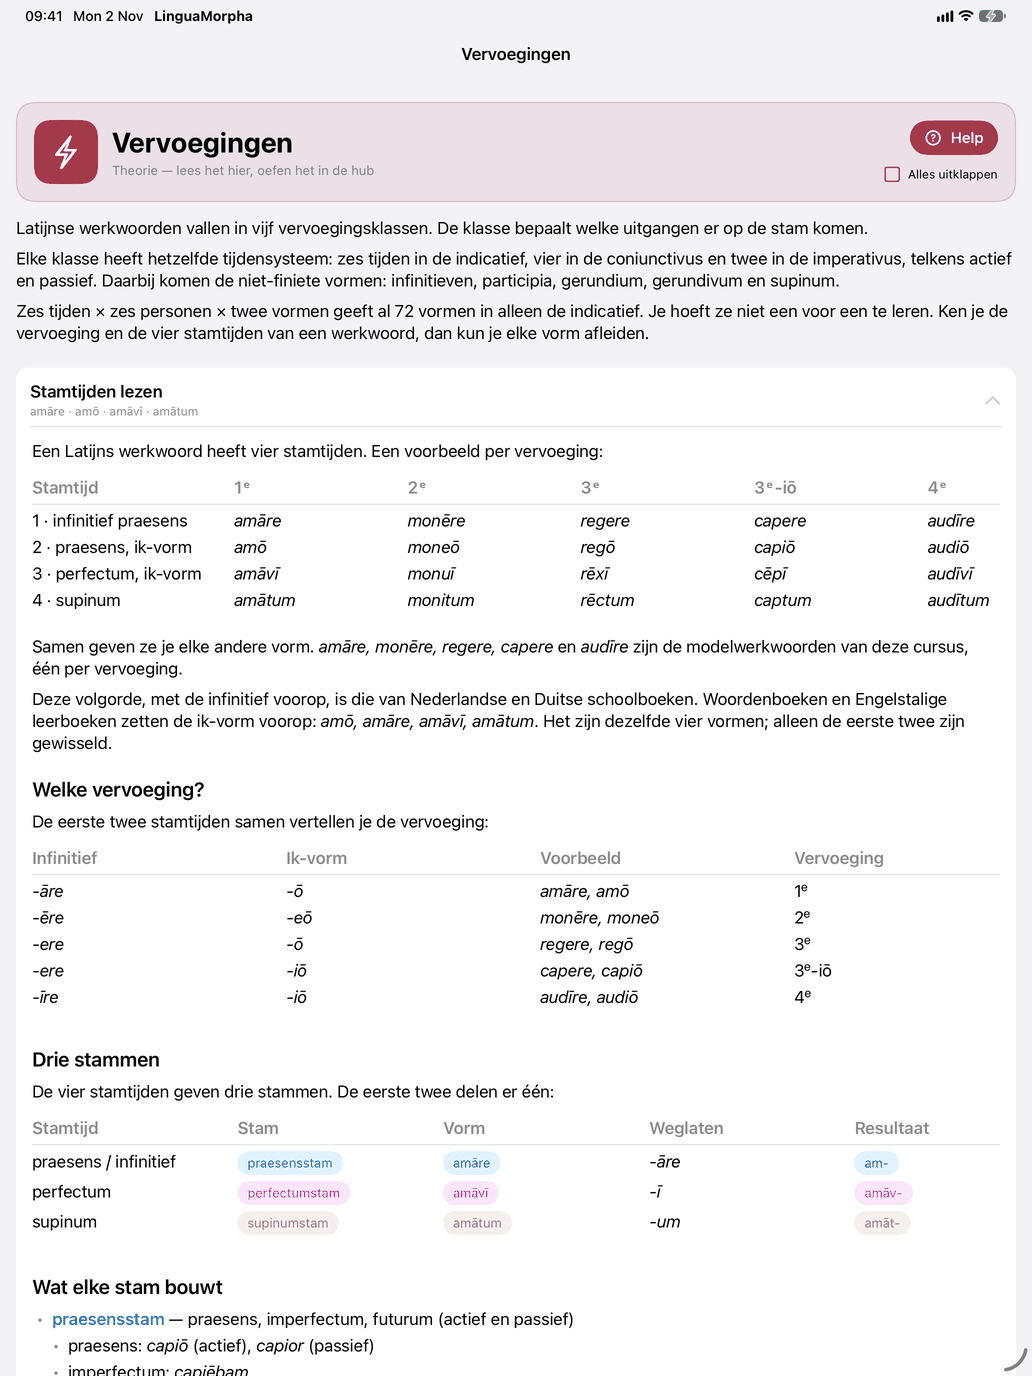 09:41 Mon 2 Nov LinguaMorpha
Vervoegingen
Vervoegingen
Theorie — lees het hier, oefen het in de hub
Help
Alles uitklappen
Latijnse werkwoorden vallen in vijf vervoegingsklassen. De klasse bepaalt welke uitgangen er op de stam komen.
Elke klasse heeft hetzelfde tijdensysteem: zes tijden in de indicatief, vier in de coniunctivus en twee in de imperativus, telkens actief
en passief. Daarbij komen de niet-finiete vormen: infinitieven, participia, gerundium, gerundivum en supinum.
Zes tijden × zes personen × twee vormen geeft al 72 vormen in alleen de indicatief. Je hoeft ze niet een voor een te leren. Ken je de
vervoeging en de vier stamtijden van een werkwoord, dan kun je elke vorm afleiden.
Stamtijden lezen
amāre · amō · amāvī · amātum
Een Latijns werkwoord heeft vier stamtijden. Een voorbeeld per vervoeging:
Stamtijd 1ᵉ 2ᵉ 3ᵉ 3ᵉ-iō 4ᵉ
1 · infinitief praesens amāre monēre regere capere audīre
2 · praesens, ik-vorm amō moneō regō capiō audiō
3 · perfectum, ik-vorm amāvī monuī rēxī cēpī audīvī
4 · supinum amātum monitum rēctum captum audītum
Samen geven ze je elke andere vorm. amāre, monēre, regere, capere en audīre zijn de modelwerkwoorden van deze cursus,
één per vervoeging.
Deze volgorde, met de infinitief voorop, is die van Nederlandse en Duitse schoolboeken. Woordenboeken en Engelstalige
leerboeken zetten de ik-vorm voorop: amō, amāre, amāvī, amātum. Het zijn dezelfde vier vormen; alleen de eerste twee zijn
gewisseld.
Welke vervoeging?
De eerste twee stamtijden samen vertellen je de vervoeging:
Infinitief Ik-vorm Voorbeeld Vervoeging
-āre -ō amāre, amō 1ᵉ
-ēre -eō monēre, moneō 2ᵉ
-ere -ō regere, regō 3ᵉ
-ere -iō capere, capiō 3ᵉ-iō
-īre -iō audīre, audiō 4ᵉ
Drie stammen
De vier stamtijden geven drie stammen. De eerste twee delen er één:
Stamtijd Stam Vorm Weglaten Resultaat
praesens / infinitief praesensstam amāre -āre am-
perfectum perfectumstam amāvī -ī amāv-
supinum supinumstam amātum -um amāt-
Wat elke stam bouwt
• praesensstam — praesens, imperfectum, futurum (actief en passief)
• praesens: capiō (actief), capior (passief)
• imperfectum: capiēbam